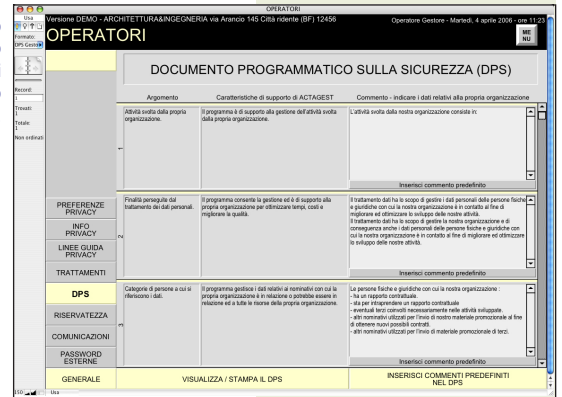 OPERATORI
Usa
Versione DEMO - ARCHITETTURA&INGEGNERIA via Arancio 145 Città ridente (BF) 12456
Operatore Gestore - Martedì, 4 aprile 2006 - ore 11:23
OPERATORI
ME
NU
Formato:
DPS Gesto
Record:
1
Trovati:
1
Totale:
1
Non ordinati
DOCUMENTO PROGRAMMATICO SULLA SICUREZZA (DPS)
Argomento
Caratteristiche di supporto di ACTAGEST
Commento - indicare i dati relativi alla propria organizzazione
1
Attività svolta dalla propria
organizzazione.
Il programma è di supporto alla gestione dell'attività svolta
dalla propria organizzazione.
L'attività svolta dalla nostra organizzazione consiste in:
Inserisci commento predefinito
2
Finalità perseguite dal
trattamento dei dati personali.
Il programma consente la gestione ed è di supporto alla
propria organizzazione per ottimizzare tempi, costi e
migliorare la qualità.
Il trattamento dati ha lo scopo di gestire i dati personali delle persone fisiche
e giuridiche con cui la nostra organizzazione è in contatto al fine di
migliorare ed ottimizzare lo sviluppo delle nostre attività.
Il trattamento dati ha lo scopo di gestire la nostra organizzazione e di
conseguenza anche i dati personali delle persone fisiche e giuridiche con
cui la nostra organizzazione è in contatto al fine di migliorare ed ottimizzare
lo sviluppo delle nostre attività.
Inserisci commento predefinito
3
Categorie di persone a cui si
riferiscono i dati.
Il programma gestisce i dati relativi ai nominativi con cui la
propria organizzazione è in relazione o potrebbe essere in
relazione ed a tutte le risorse della propria organizzazione.
Le persone fisiche e giuridiche con cui la nostra organizzazione :
- ha un rapporto contrattuale.
- sta per intraprendere un rapporto contrattuale
- eventuali terzi coinvolti necessariamente nelle attività sviluppate.
- altri nominativi utilizzati per l'invio di nostro materiale promozionale al fine
di ottenere nuovi possibili contratti.
- altri nominativi utilizzati per l'invio di materiale promozionale di terzi.
Inserisci commento predefinito
PREFERENZE
PRIVACY
INFO
PRIVACY
LINEE GUIDA
PRIVACY
TRATTAMENTI
DPS
RISERVATEZZA
COMUNICAZIONI
PASSWORD
ESTERNE
GENERALE
VISUALIZZA / STAMPA IL DPS
INSERISCI COMMENTI PREDEFINITI
NEL DPS
150
Usa